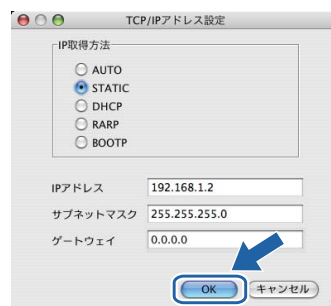 TCP/IPアドレス設定
IP取得方法
AUTO
STATIC
DHCP
RARP
BOOTP
IPアドレス 192.168.1.2
サブネットマスク 255.255.255.0
ゲートウェイ 0.0.0.0
OK キャンセル